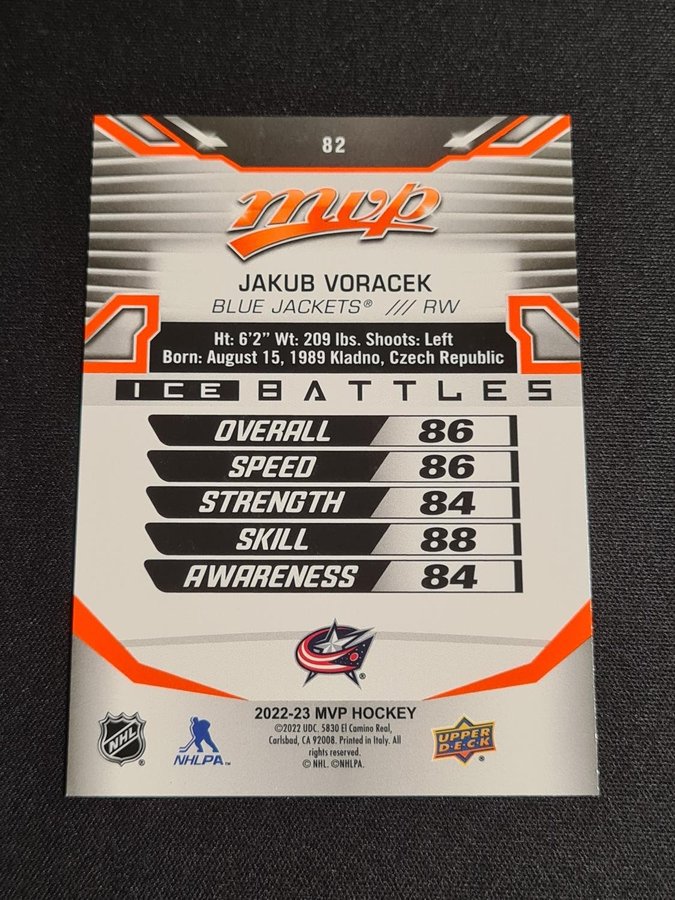 82
mvp
JAKUB VORACEK
BLUE JACKETS® /// RW
Ht: 6'2" Wt: 209 lbs. Shoots: Left
Born: August 15, 1989 Kladno, Czech Republic
ICE BATTLES
OVERALL 86
SPEED 86
STRENGTH 84
SKILL 88
AWARENESS 84
2022-23 MVP HOCKEY
©2022 UDC. 5830 El Camino Real,
Carlsbad, CA 92008. Printed in Italy. All
rights reserved.
© NHL. ©NHLPA.
NHL ®
NHLPA™
UPPER
DECK ®